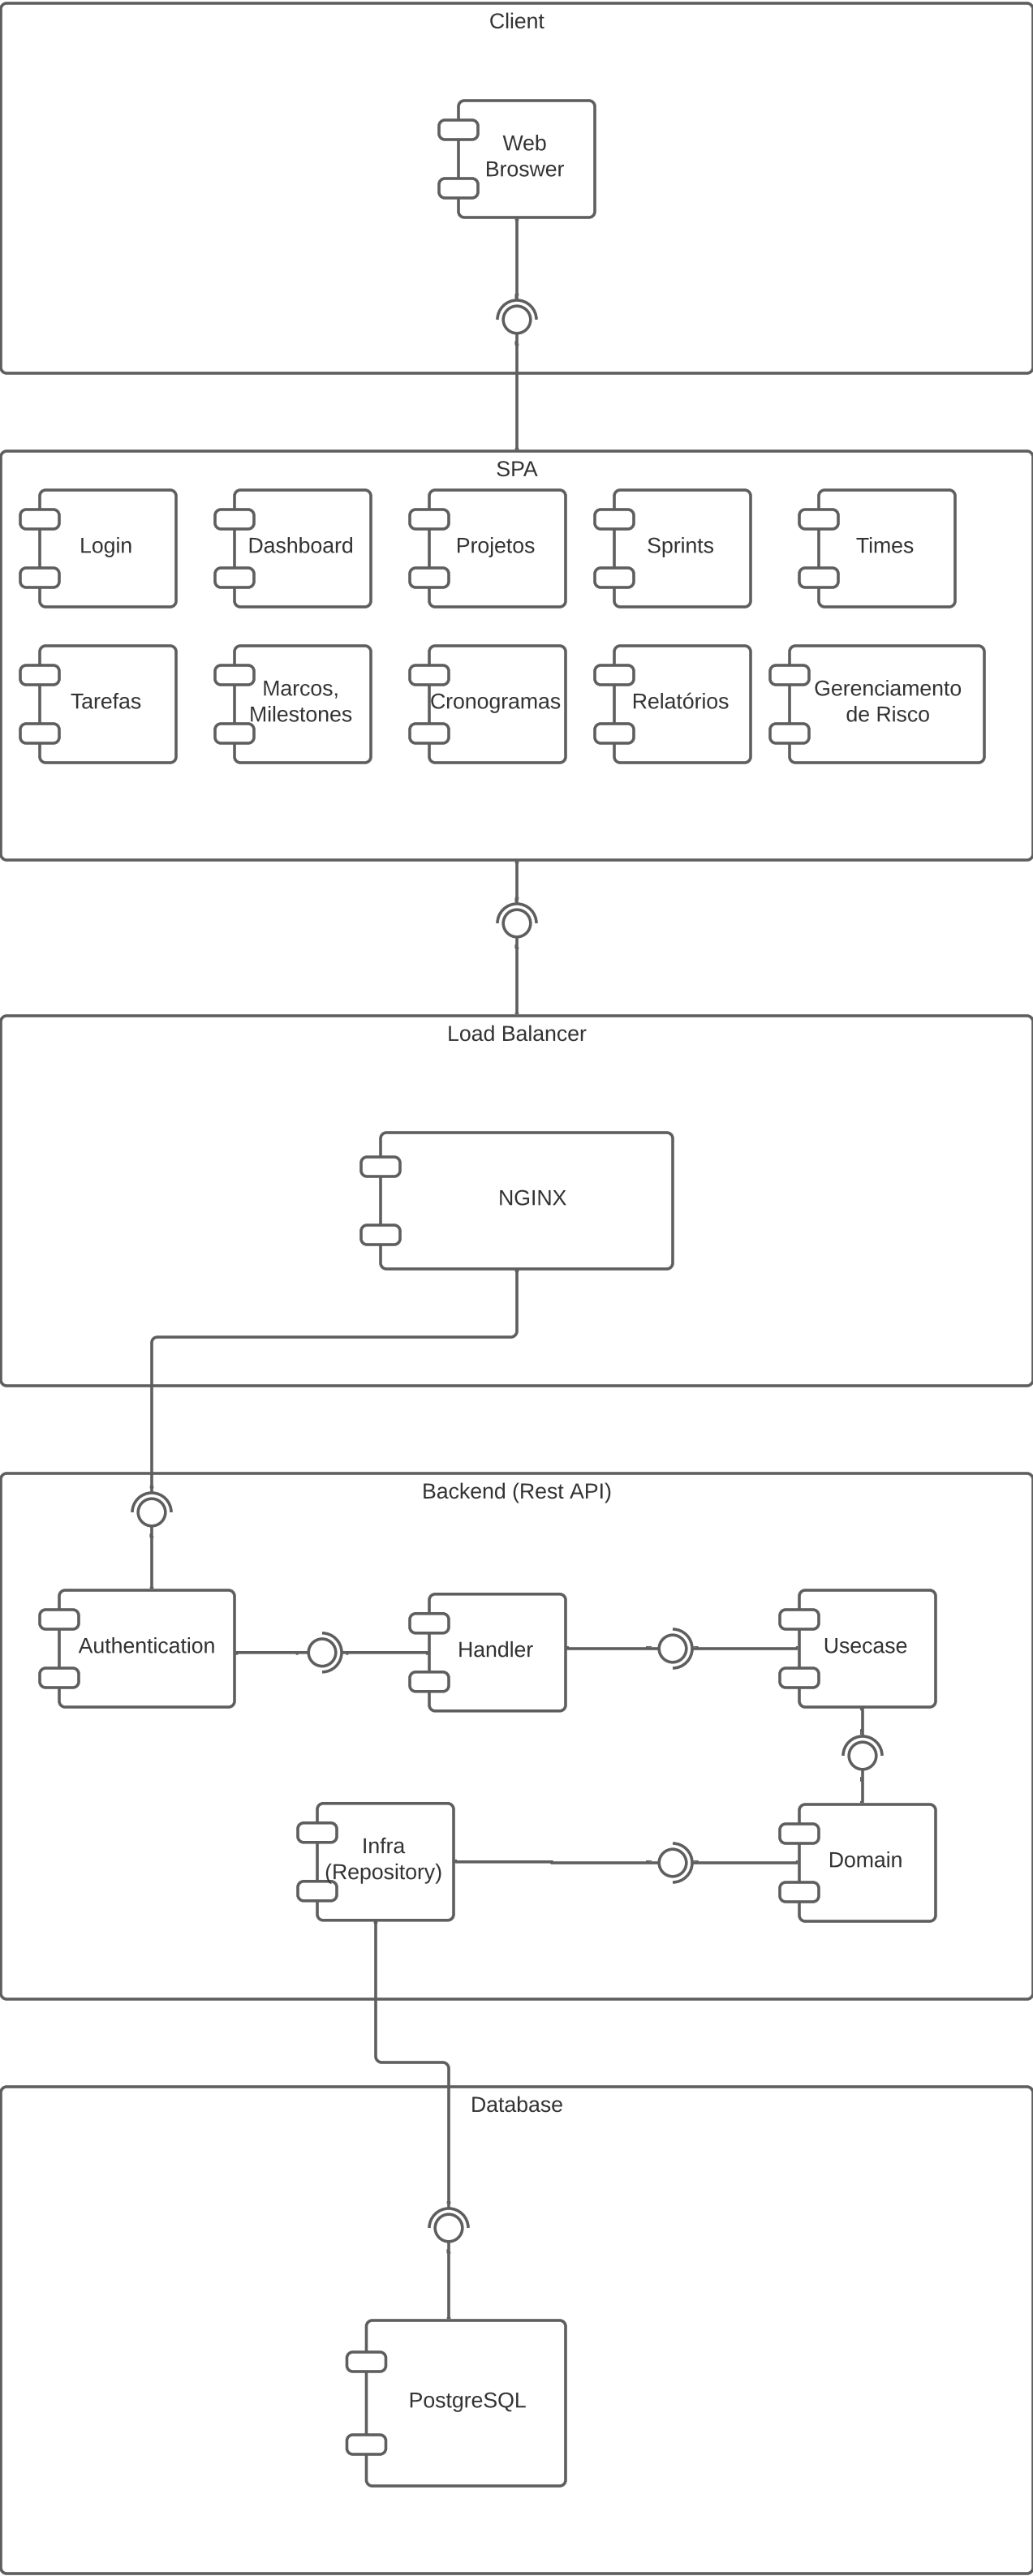 Client
Web
Broswer
SPA
Login
Dashboard
Projetos
Sprints
Times
Tarefas
Marcos,
Milestones
Cronogramas
Relatórios
Gerenciamento
de Risco
Load Balancer
NGINX
Backend (Rest API)
Authentication
Handler
Usecase
Infra
(Repository)
Domain
Database
PostgreSQL